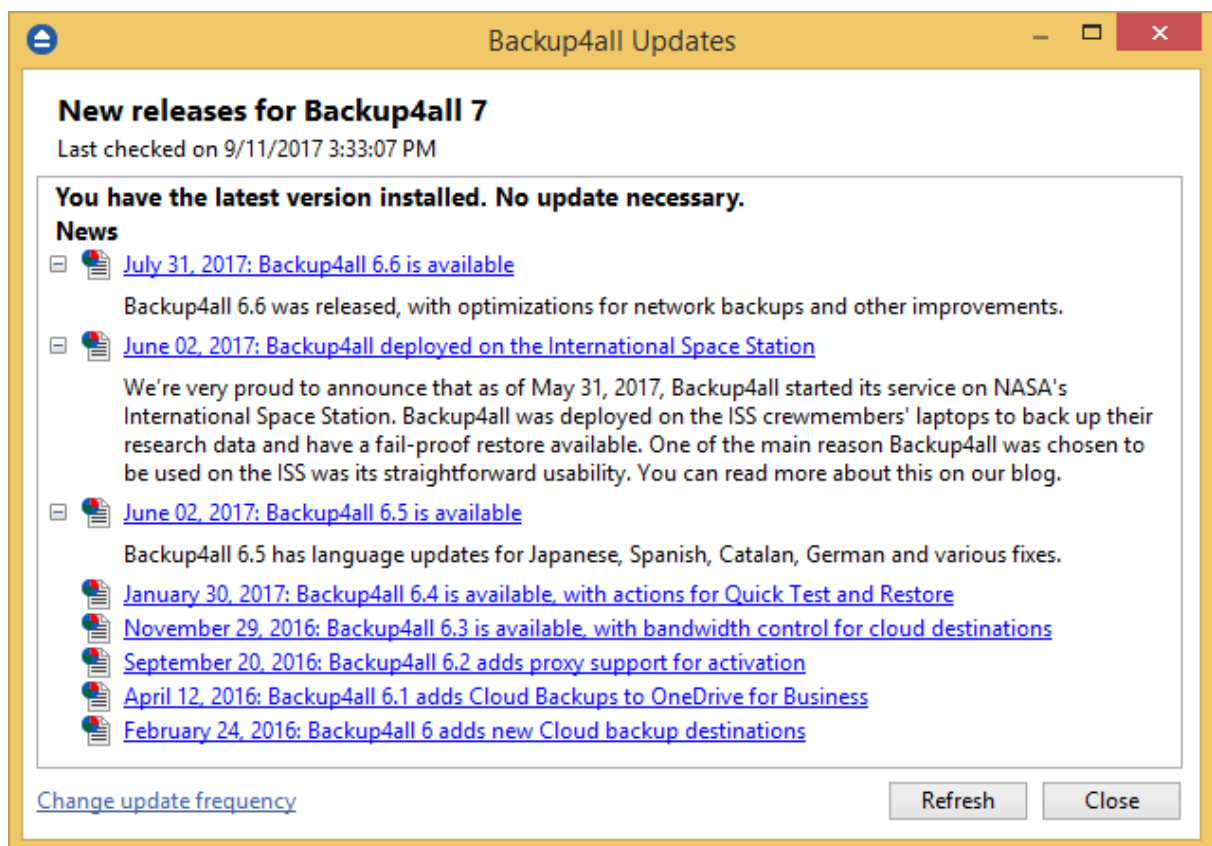 Backup4all Updates
New releases for Backup4all 7
Last checked on 9/11/2017 3:33:07 PM
You have the latest version installed. No update necessary.
News
July 31, 2017: Backup4all 6.6 is available
Backup4all 6.6 was released, with optimizations for network backups and other improvements.
June 02, 2017: Backup4all deployed on the International Space Station
We're very proud to announce that as of May 31, 2017, Backup4all started its service on NASA's
International Space Station. Backup4all was deployed on the ISS crewmembers' laptops to back up their
research data and have a fail-proof restore available. One of the main reason Backup4all was chosen to
be used on the ISS was its straightforward usability. You can read more about this on our blog.
June 02, 2017: Backup4all 6.5 is available
Backup4all 6.5 has language updates for Japanese, Spanish, Catalan, German and various fixes.
January 30, 2017: Backup4all 6.4 is available, with actions for Quick Test and Restore
November 29, 2016: Backup4all 6.3 is available, with bandwidth control for cloud destinations
September 20, 2016: Backup4all 6.2 adds proxy support for activation
April 12, 2016: Backup4all 6.1 adds Cloud Backups to OneDrive for Business
February 24, 2016: Backup4all 6 adds new Cloud backup destinations
Change update frequency
Refresh
Close